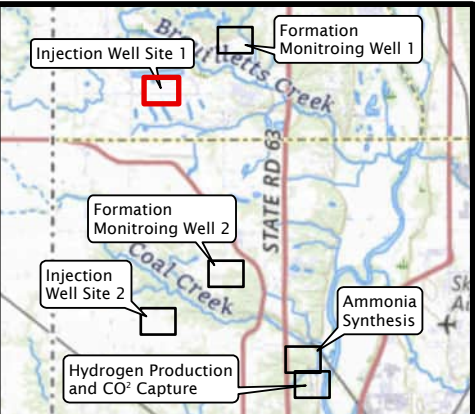 Brouilletts
Creek
Formation
Monitroing Well 1
Injection Well Site 1
STATE RD 63
Formation
Monitroing Well 2
Coal Creek
Injection
Well Site 2
Ammonia
Synthesis
Hydrogen Production
and CO² Capture